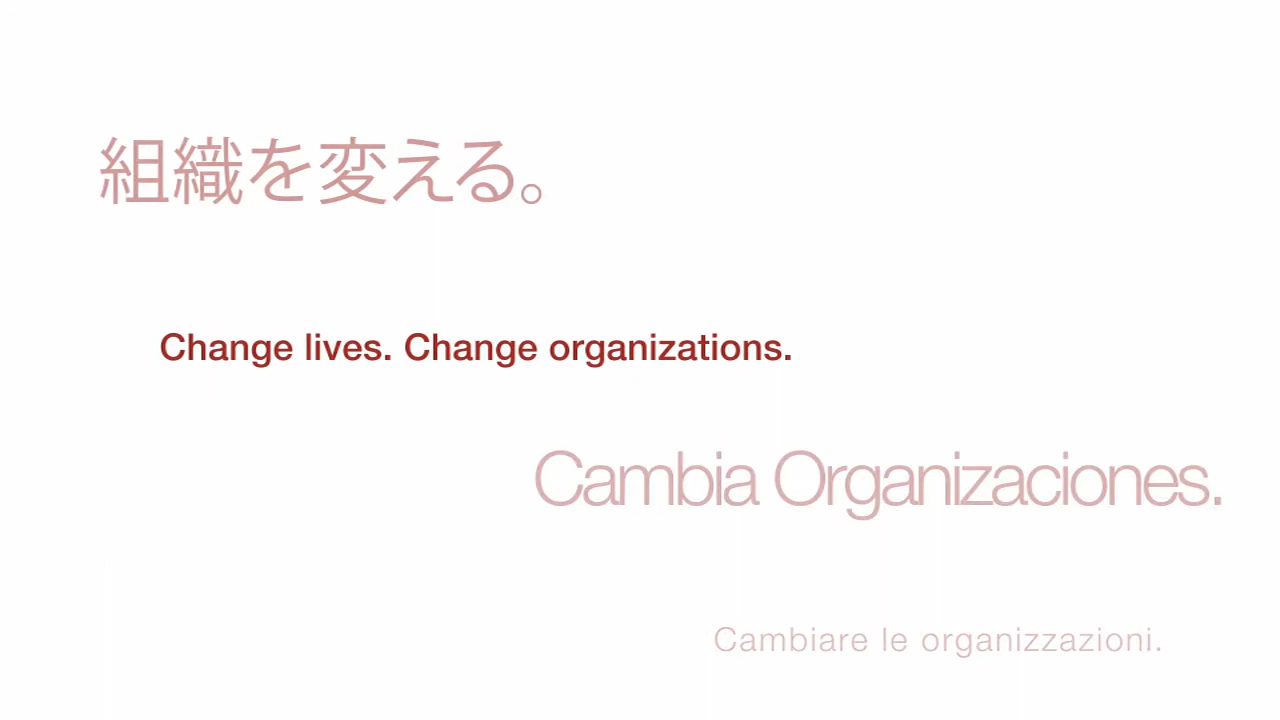 組織を変える。
Change lives. Change organizations.
Cambia Organizaciones.
Cambiare le organizzazioni.